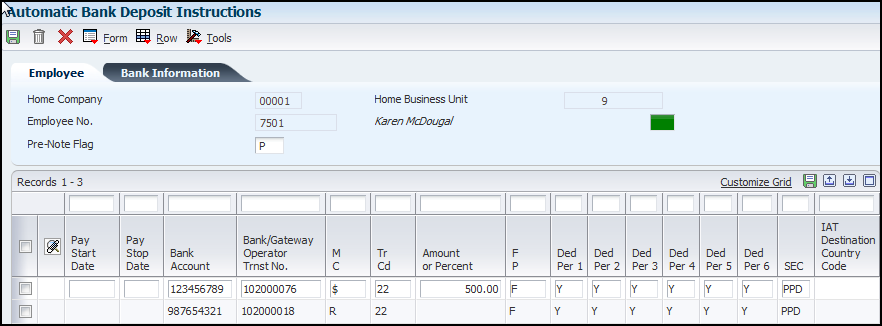 Automatic Bank Deposit Instructions
Form Row Tools
Employee Bank Information
Home Company 00001 Home Business Unit 9
Employee No. 7501 Karen McDougal
Pre-Note Flag P
Records 1 - 3 Customize Grid
Pay Start Date Pay Stop Date Bank Account Bank/Gateway Operator Trnst No. M C Tr Cd Amount or Percent F P Ded Per 1 Ded Per 2 Ded Per 3 Ded Per 4 Ded Per 5 Ded Per 6 SEC IAT Destination Country Code
123456789 102000076 $ 22 500.00 F Y Y Y Y Y Y PPD
987654321 102000018 R 22 F Y Y Y Y Y Y PPD